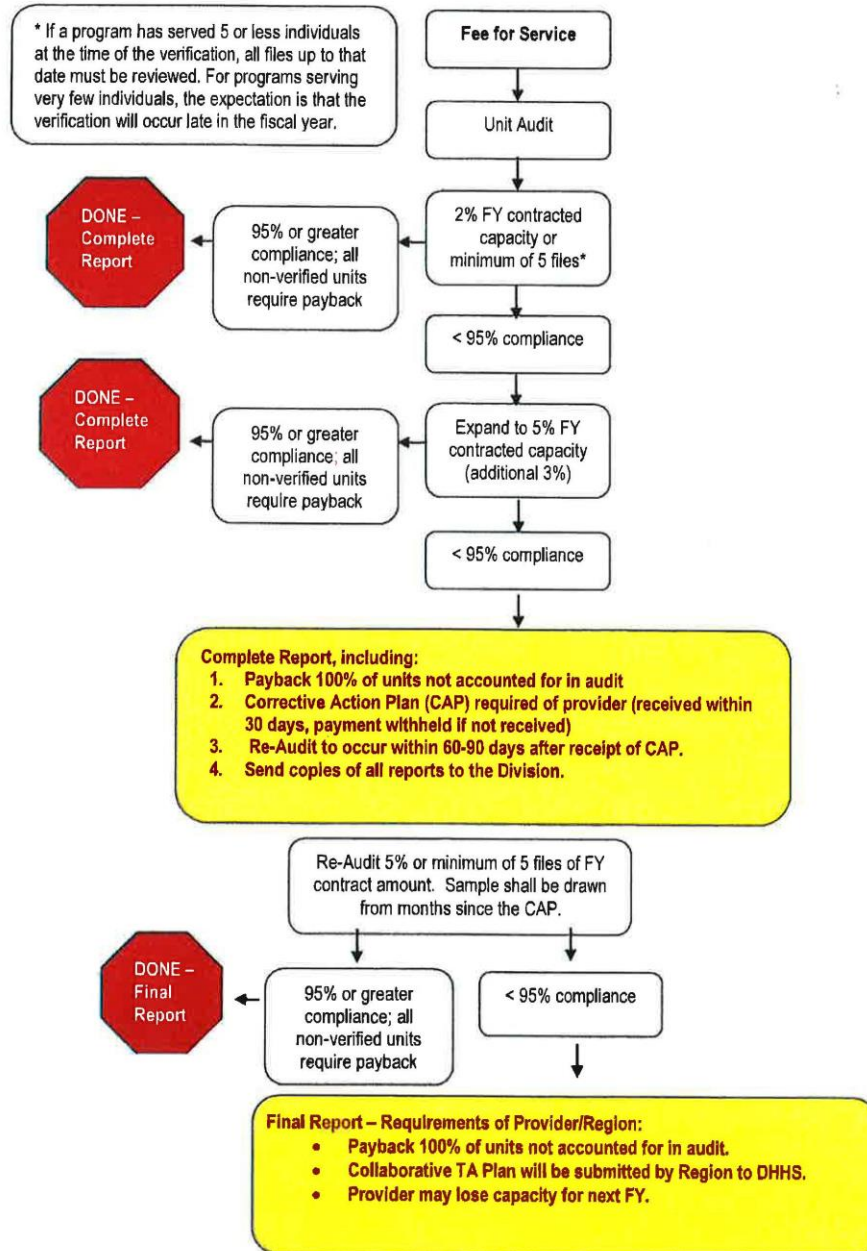 * If a program has served 5 or less individuals
at the time of the verification, all files up to that
date must be reviewed. For programs serving
very few individuals, the expectation is that the
verification will occur late in the fiscal year.
Fee for Service
Unit Audit
2% FY contracted
capacity or
minimum of 5 files*
95% or greater
compliance; all
non-verified units
require payback
DONE –
Complete
Report
< 95% compliance
Expand to 5% FY
contracted capacity
(additional 3%)
95% or greater
compliance; all
non-verified units
require payback
DONE –
Complete
Report
< 95% compliance
Complete Report, including:
1. Payback 100% of units not accounted for in audit
2. Corrective Action Plan (CAP) required of provider (received within
30 days, payment withheld if not received)
3. Re-Audit to occur within 60-90 days after receipt of CAP.
4. Send copies of all reports to the Division.
Re-Audit 5% or minimum of 5 files of FY
contract amount. Sample shall be drawn
from months since the CAP.
95% or greater
compliance; all
non-verified units
require payback
DONE –
Final
Report
< 95% compliance
Final Report – Requirements of Provider/Region:
• Payback 100% of units not accounted for in audit.
• Collaborative TA Plan will be submitted by Region to DHHS.
• Provider may lose capacity for next FY.